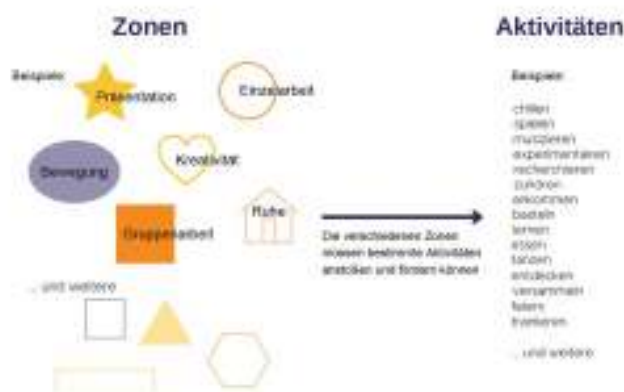 Zonen
Beispiele:
Präsentation
Einzelarbeit
Bewegung
Kreativität
Gruppenarbeit
Ruhe
... und weitere
Die verschiedenen Zonen
müssen bestimmte Aktivitäten
anstoßen und fördern können
Aktivitäten
Beispiele:
chillen
spielen
musizieren
experimentieren
recherchieren
zuhören
ankommen
basteln
lernen
essen
tanzen
entdecken
versammeln
feiern
trainieren
... und weitere